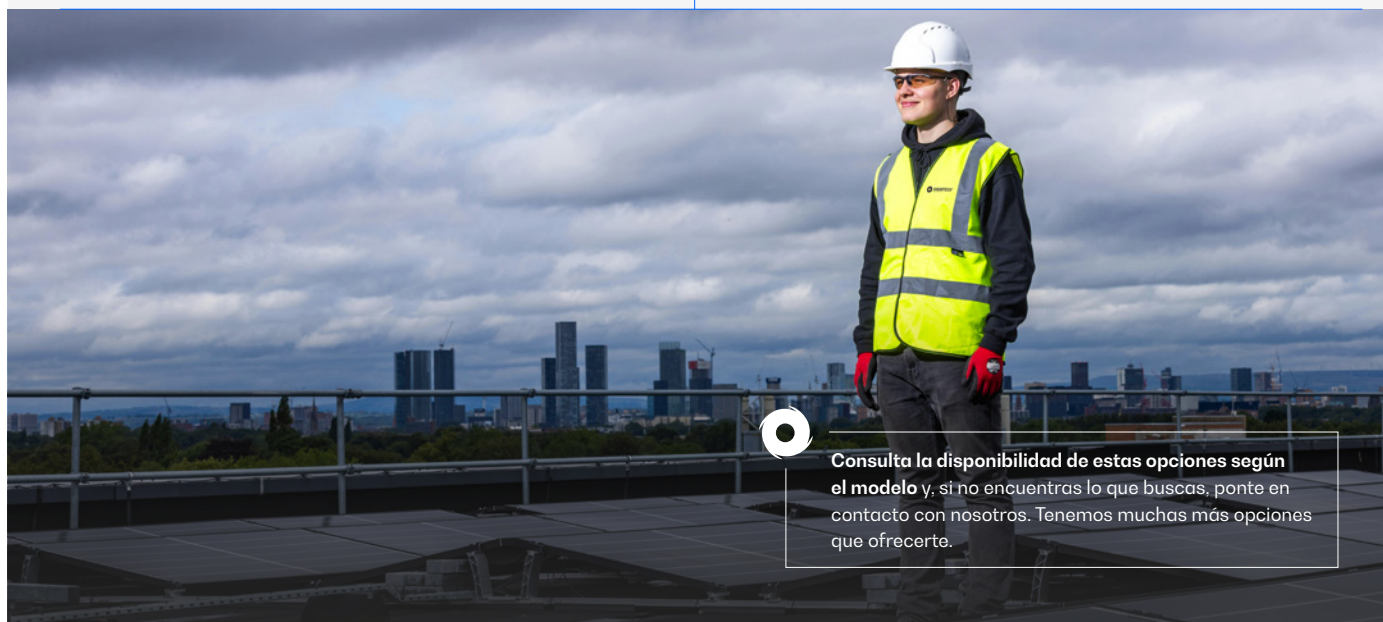 Consulta la disponibilidad de estas opciones según
el modelo y, si no encuentras lo que buscas, ponte en
contacto con nosotros. Tenemos muchas más opciones
que ofrecerte.